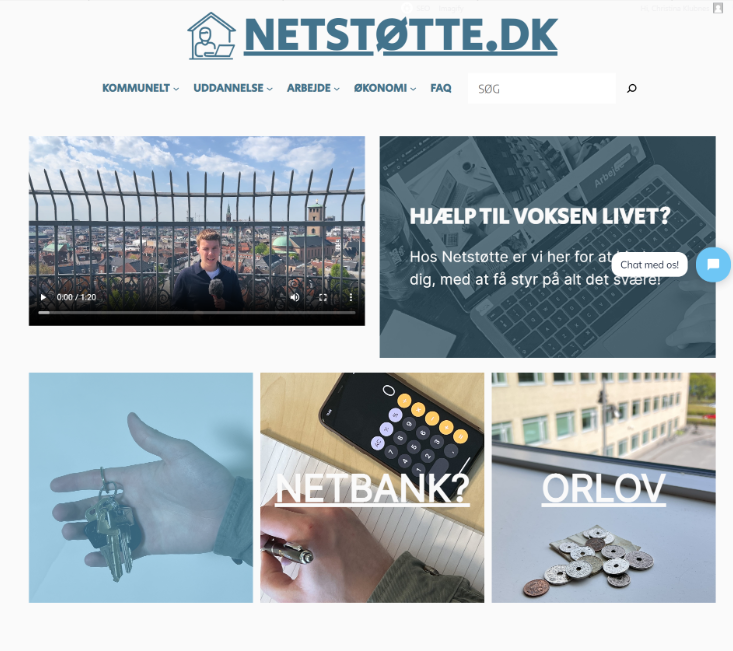 NETSTØTTE.DK
KOMMUNELT UDDANNELSE ARBEJDE ØKONOMI FAQ SØG
0:00 / 1:20
HJÆLP TIL VOKSEN LIVET?
Hos Netstøtte er vi her for at
Chat med os!
dig, med at få styr på alt det svære!
NETBANK?
ORLOV